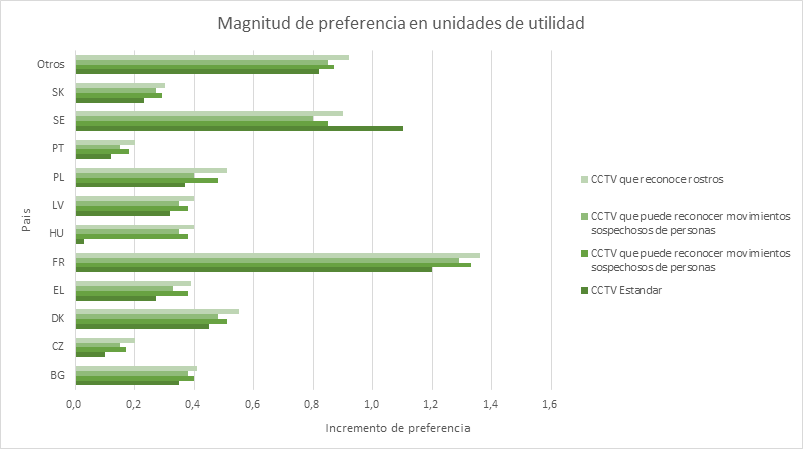 Magnitud de preferencia en unidades de utilidad
Otros
SK
SE
PT
PL
LV
HU
FR
EL
DK
CZ
BG
País
0,0 0,2 0,4 0,6 0,8 1,0 1,2 1,4 1,6
Incremento de preferencia
CCTV que reconoce rostros
CCTV que puede reconocer movimientos
sospechosos de personas
CCTV que puede reconocer movimientos
sospechosos de personas
CCTV Estandar